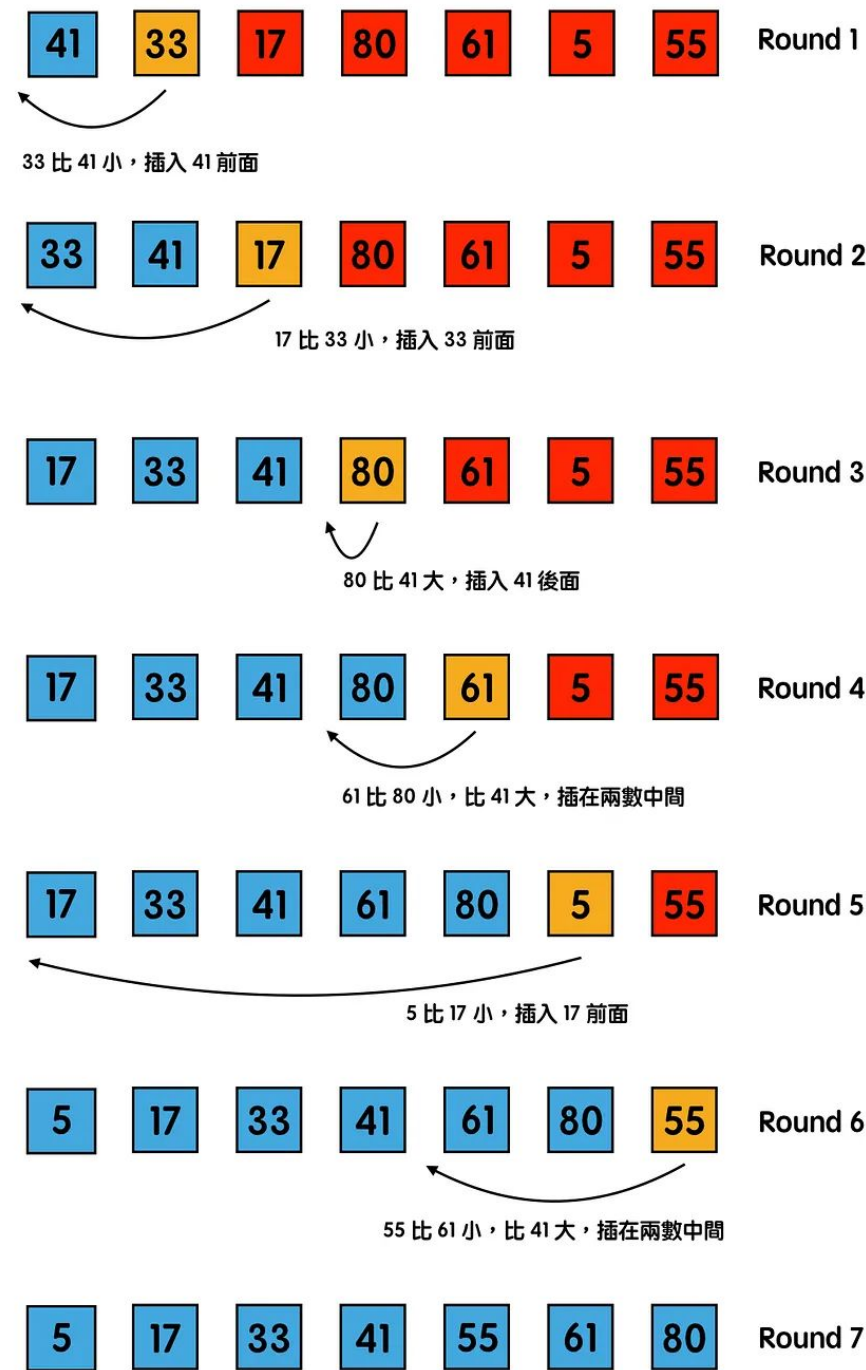 41 33 17 80 61 5 55 Round 1
33 比 41 小，插入 41 前面
33 41 17 80 61 5 55 Round 2
17 比 33 小，插入 33 前面
17 33 41 80 61 5 55 Round 3
80 比 41 大，插入 41 後面
17 33 41 80 61 5 55 Round 4
61 比 80 小，比 41 大，插在兩數中間
17 33 41 61 80 5 55 Round 5
5 比 17 小，插入 17 前面
5 17 33 41 61 80 55 Round 6
55 比 61 小，比 41 大，插在兩數中間
5 17 33 41 55 61 80 Round 7